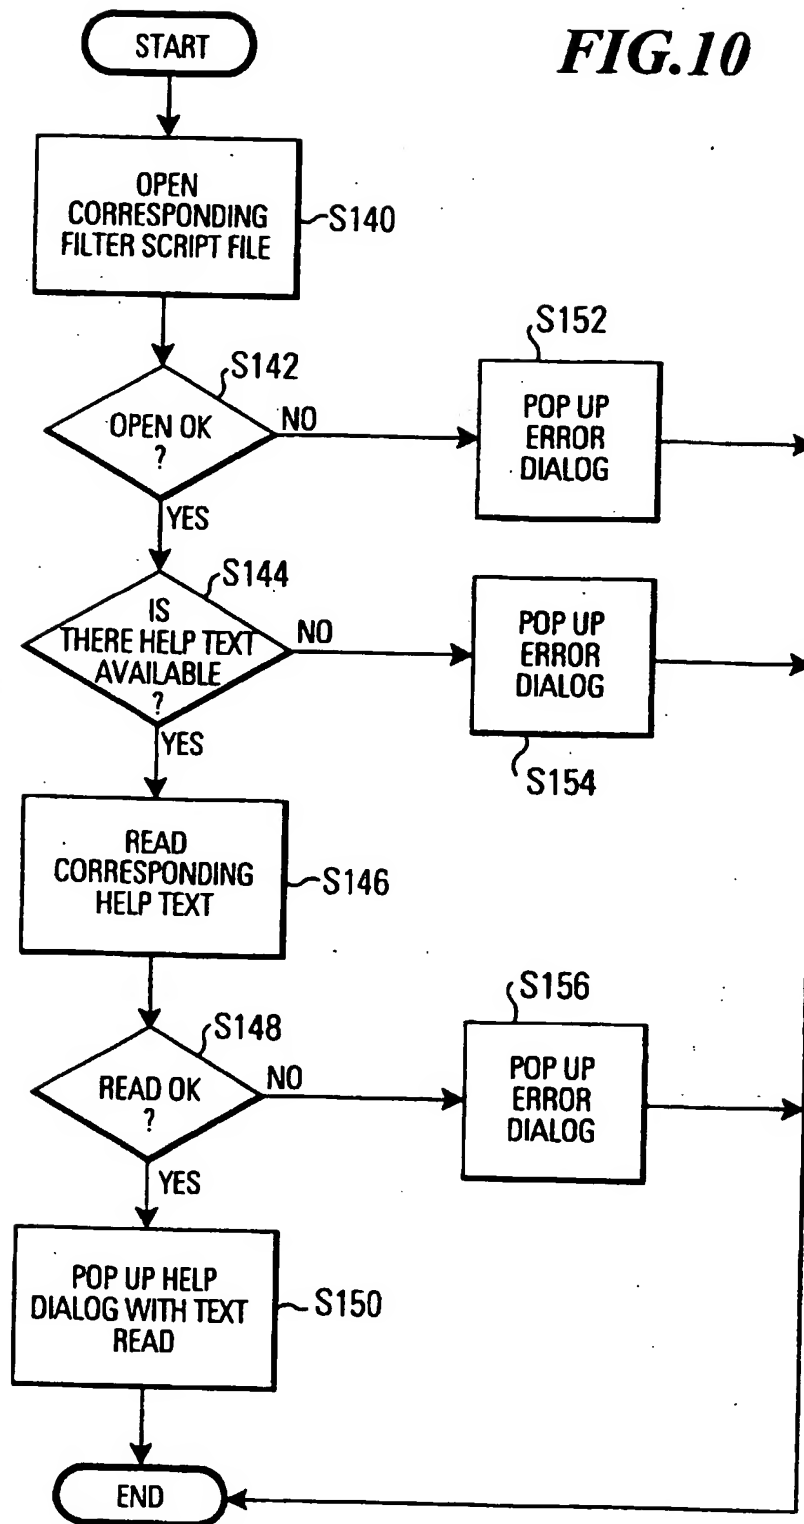 FIG.10
START
OPEN
CORRESPONDING
FILTER SCRIPT FILE
S140
S142
OPEN OK
?
NO
YES
S152
POP UP
ERROR
DIALOG
S144
IS
THERE HELP TEXT
AVAILABLE
?
NO
YES
POP UP
ERROR
DIALOG
S154
READ
CORRESPONDING
HELP TEXT
S146
S148
READ OK
?
NO
YES
S156
POP UP
ERROR
DIALOG
POP UP HELP
DIALOG WITH TEXT
READ
S150
END